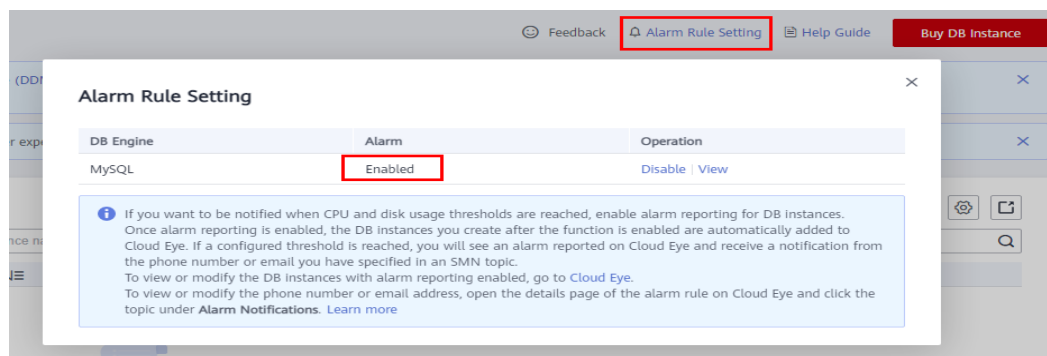 Feedback
Alarm Rule Setting
Help Guide
Buy DB Instance
(DD
r exp
Alarm Rule Setting
DB Engine Alarm Operation
MySQL Enabled Disable | View
If you want to be notified when CPU and disk usage thresholds are reached, enable alarm reporting for DB instances.
Once alarm reporting is enabled, the DB instances you create after the function is enabled are automatically added to
Cloud Eye. If a configured threshold is reached, you will see an alarm reported on Cloud Eye and receive a notification from
the phone number or email you have specified in an SMN topic.
To view or modify the DB instances with alarm reporting enabled, go to Cloud Eye.
To view or modify the phone number or email address, open the details page of the alarm rule on Cloud Eye and click the
topic under Alarm Notifications. Learn more